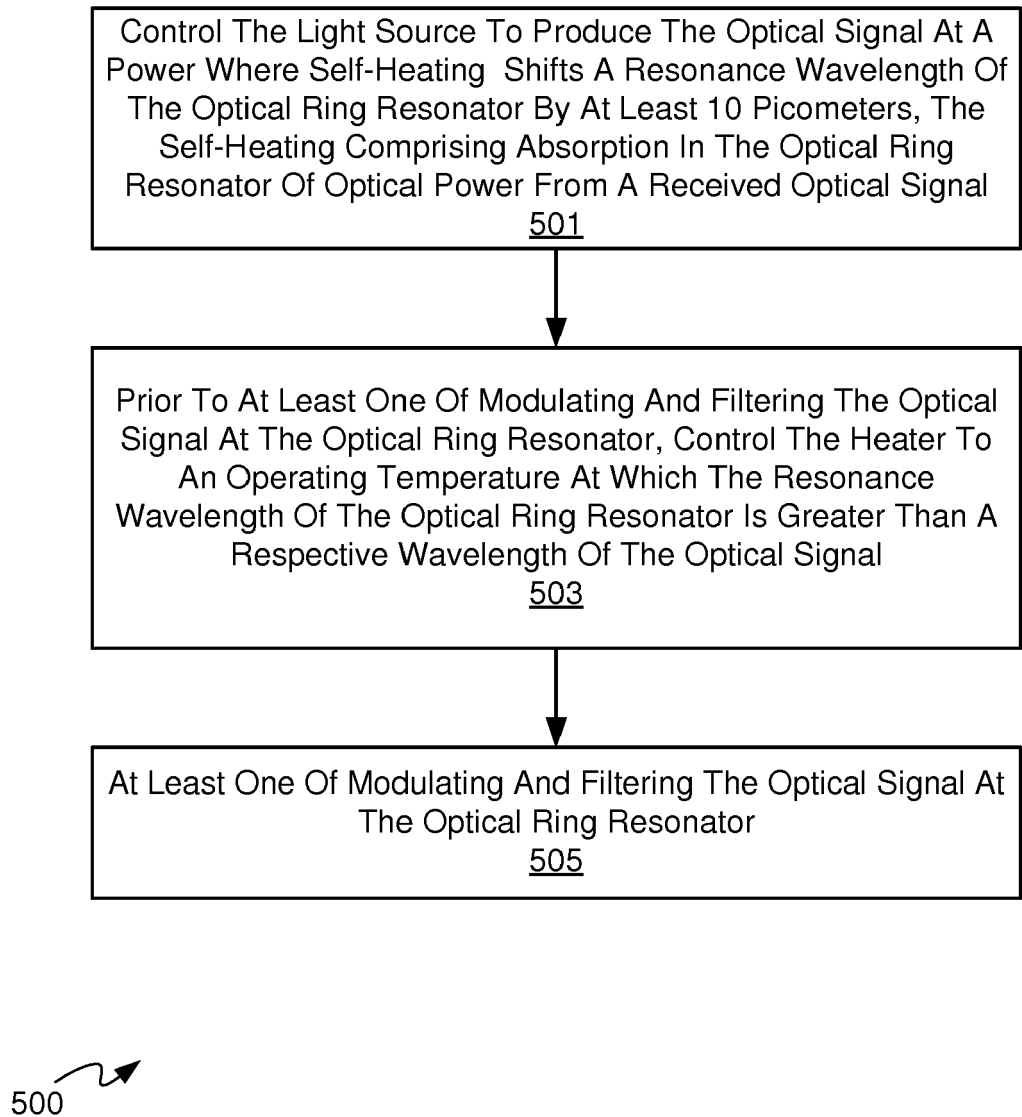 Control The Light Source To Produce The Optical Signal At A
Power Where Self-Heating  Shifts A Resonance Wavelength Of
The Optical Ring Resonator By At Least 10 Picometers, The
Self-Heating Comprising Absorption In The Optical Ring
Resonator Of Optical Power From A Received Optical Signal
501
Prior To At Least One Of Modulating And Filtering The Optical
Signal At The Optical Ring Resonator, Control The Heater To
An Operating Temperature At Which The Resonance
Wavelength Of The Optical Ring Resonator Is Greater Than A
Respective Wavelength Of The Optical Signal
503
At Least One Of Modulating And Filtering The Optical Signal At
The Optical Ring Resonator
505
500